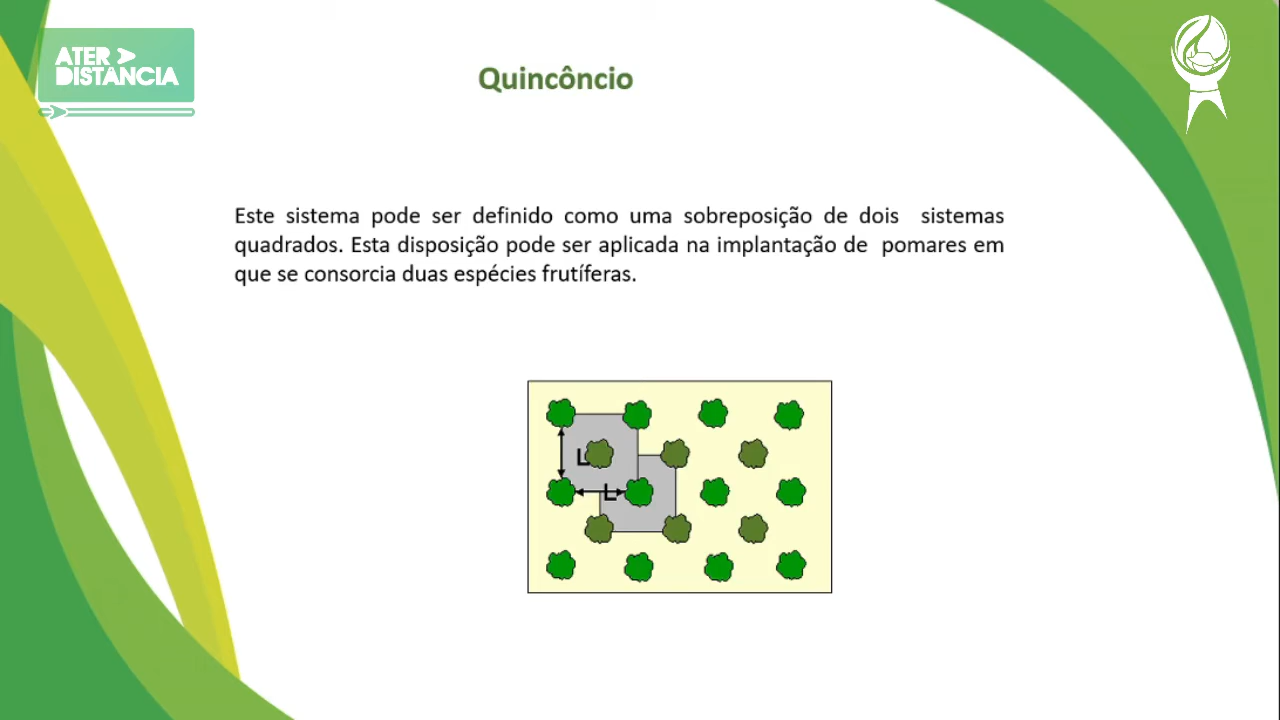 ATER
DISTÂNCIA
Quincôncio
Este sistema pode ser definido como uma sobreposição de dois sistemas
quadrados. Esta disposição pode ser aplicada na implantação de pomares em
que se consorcia duas espécies frutíferas.
L
L